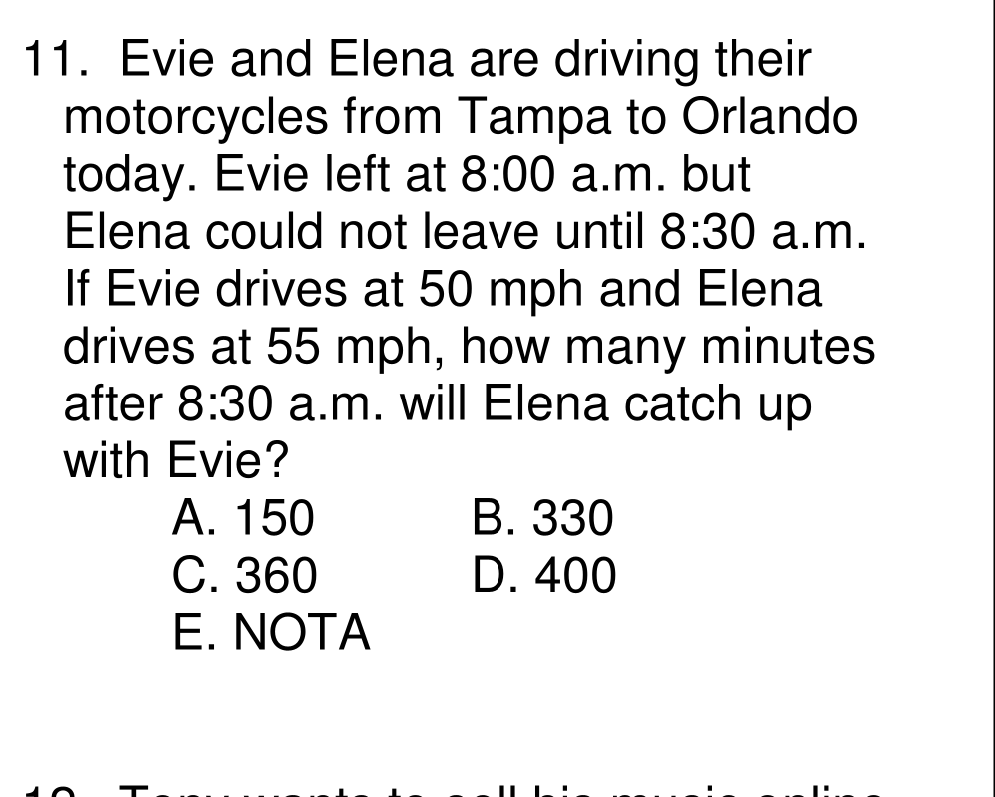 11. Evie and Elena are driving their
motorcycles from Tampa to Orlando
today. Evie left at 8:00 a.m. but
Elena could not leave until 8:30 a.m.
If Evie drives at 50 mph and Elena
drives at 55 mph, how many minutes
after 8:30 a.m. will Elena catch up
with Evie?
A. 150 B. 330
C. 360 D. 400
E. NOTA
12. Tony wants to sell his music online